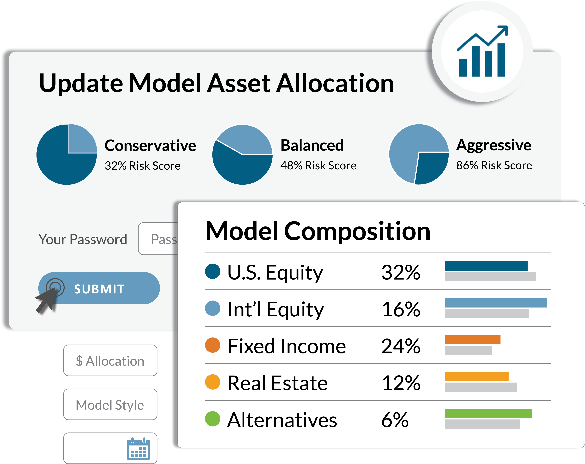 Update Model Asset Allocation
Conservative
32% Risk Score
Balanced
48% Risk Score
Aggressive
86% Risk Score
Your Password
Pass
SUBMIT
Model Composition
U.S. Equity 32%
Int'l Equity 16%
Fixed Income 24%
Real Estate 12%
Alternatives 6%
$ Allocation
Model Style